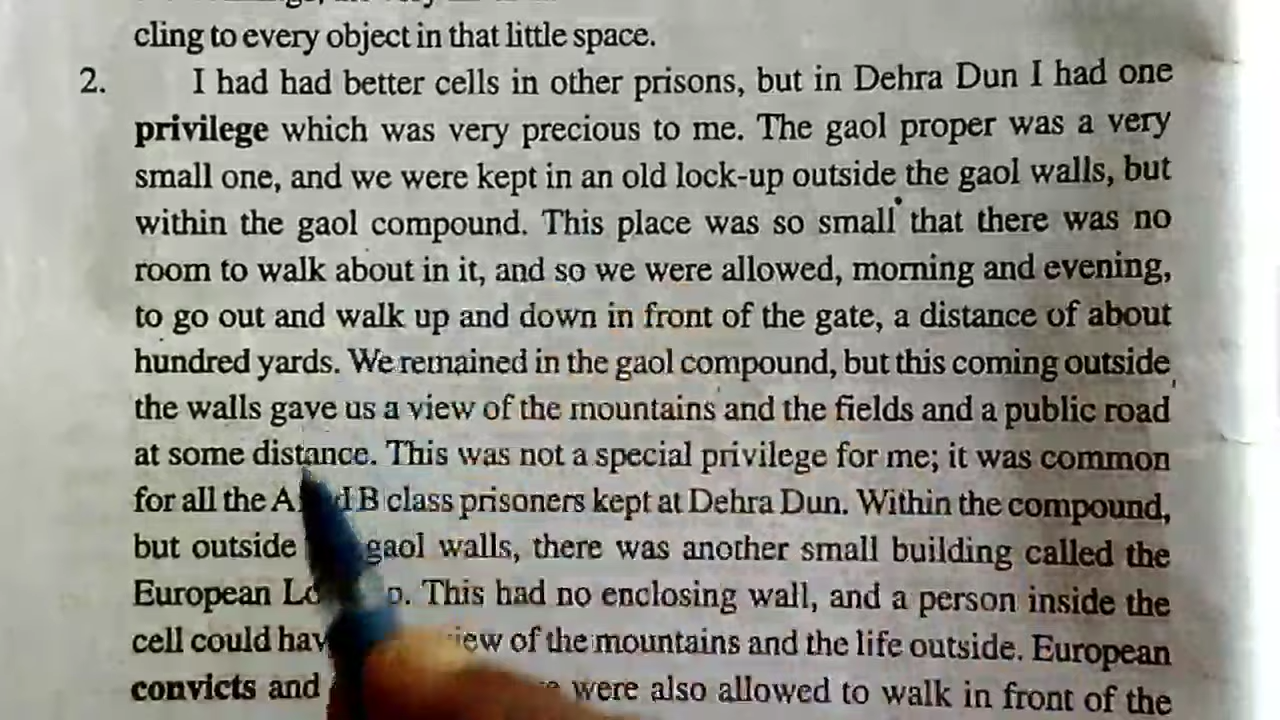 cling to every object in that little space.
2. I had had better cells in other prisons, but in Dehra Dun I had one
privilege which was very precious to me. The gaol proper was a very
small one, and we were kept in an old lock-up outside the gaol walls, but
within the gaol compound. This place was so small that there was no
room to walk about in it, and so we were allowed, morning and evening,
to go out and walk up and down in front of the gate, a distance of about
hundred yards. We remained in the gaol compound, but this coming outside
the walls gave us a view of the mountains and the fields and a public road
at some distance. This was not a special privilege for me; it was common
for all the A B class prisoners kept at Dehra Dun. Within the compound,
but outside gaol walls, there was another small building called the
European This had no enclosing wall, and a person inside the
cell could of the mountains and the life outside. European
convicts and were also allowed to walk in front of the